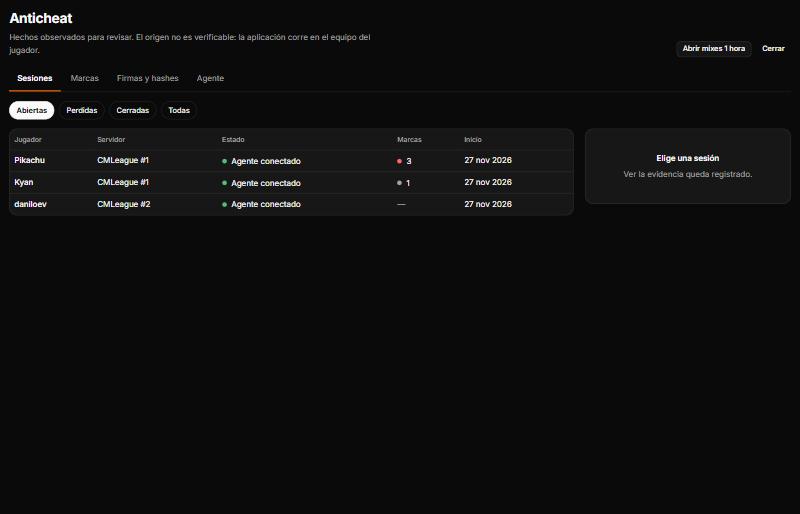 Anticheat
Hechos observados para revisar. El origen no es verificable: la aplicación corre en el equipo del
jugador.
Abrir mixes 1 hora Cerrar
Sesiones Marcas Firmas y hashes Agente
Abiertas Perdidas Cerradas Todas
Jugador Servidor Estado Marcas Inicio
Pikachu CMLeague #1 Agente conectado 3 27 nov 2026
Kyan CMLeague #1 Agente conectado 1 27 nov 2026
daniloev CMLeague #2 Agente conectado — 27 nov 2026
Elige una sesión
Ver la evidencia queda registrado.